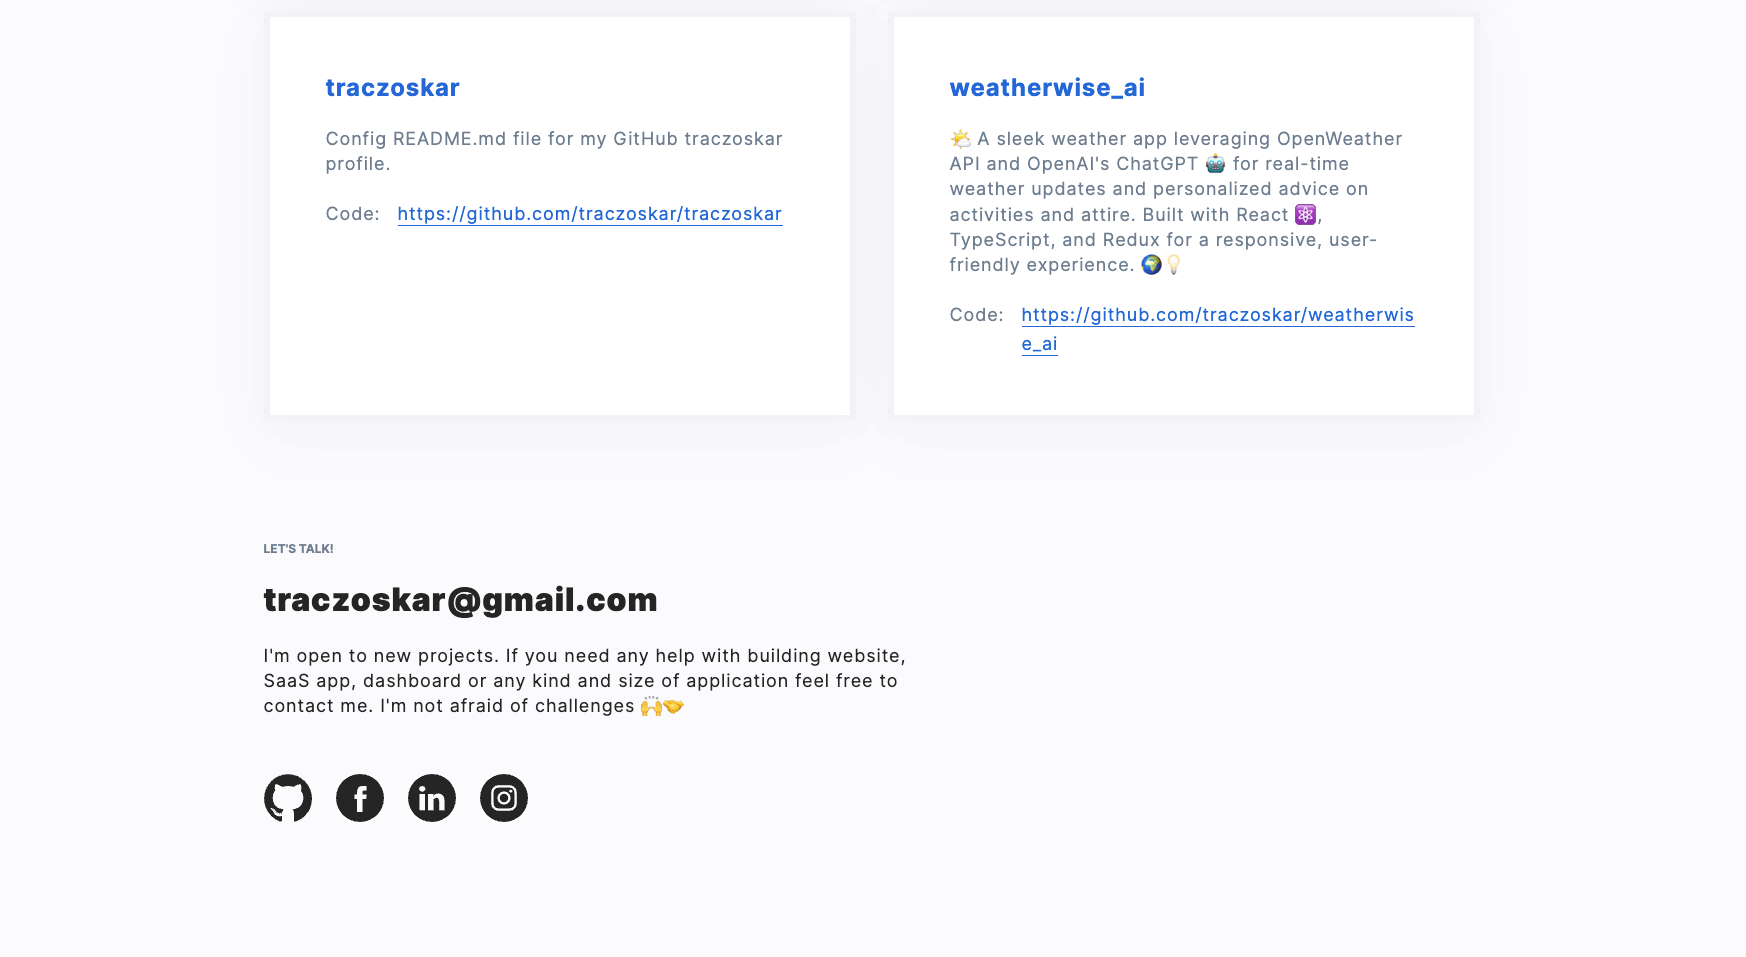 traczoskar
Config README.md file for my GitHub traczoskar
profile.
Code: https://github.com/traczoskar/traczoskar
weatherwise_ai
🌤️ A sleek weather app leveraging OpenWeather
API and OpenAI's ChatGPT 🤖 for real-time
weather updates and personalized advice on
activities and attire. Built with React ⚛️,
TypeScript, and Redux for a responsive, user-
friendly experience. 🌍💡
Code: https://github.com/traczoskar/weatherwis
e_ai
LET'S TALK!
traczoskar@gmail.com
I'm open to new projects. If you need any help with building website,
SaaS app, dashboard or any kind and size of application feel free to
contact me. I'm not afraid of challenges 🙌🤝